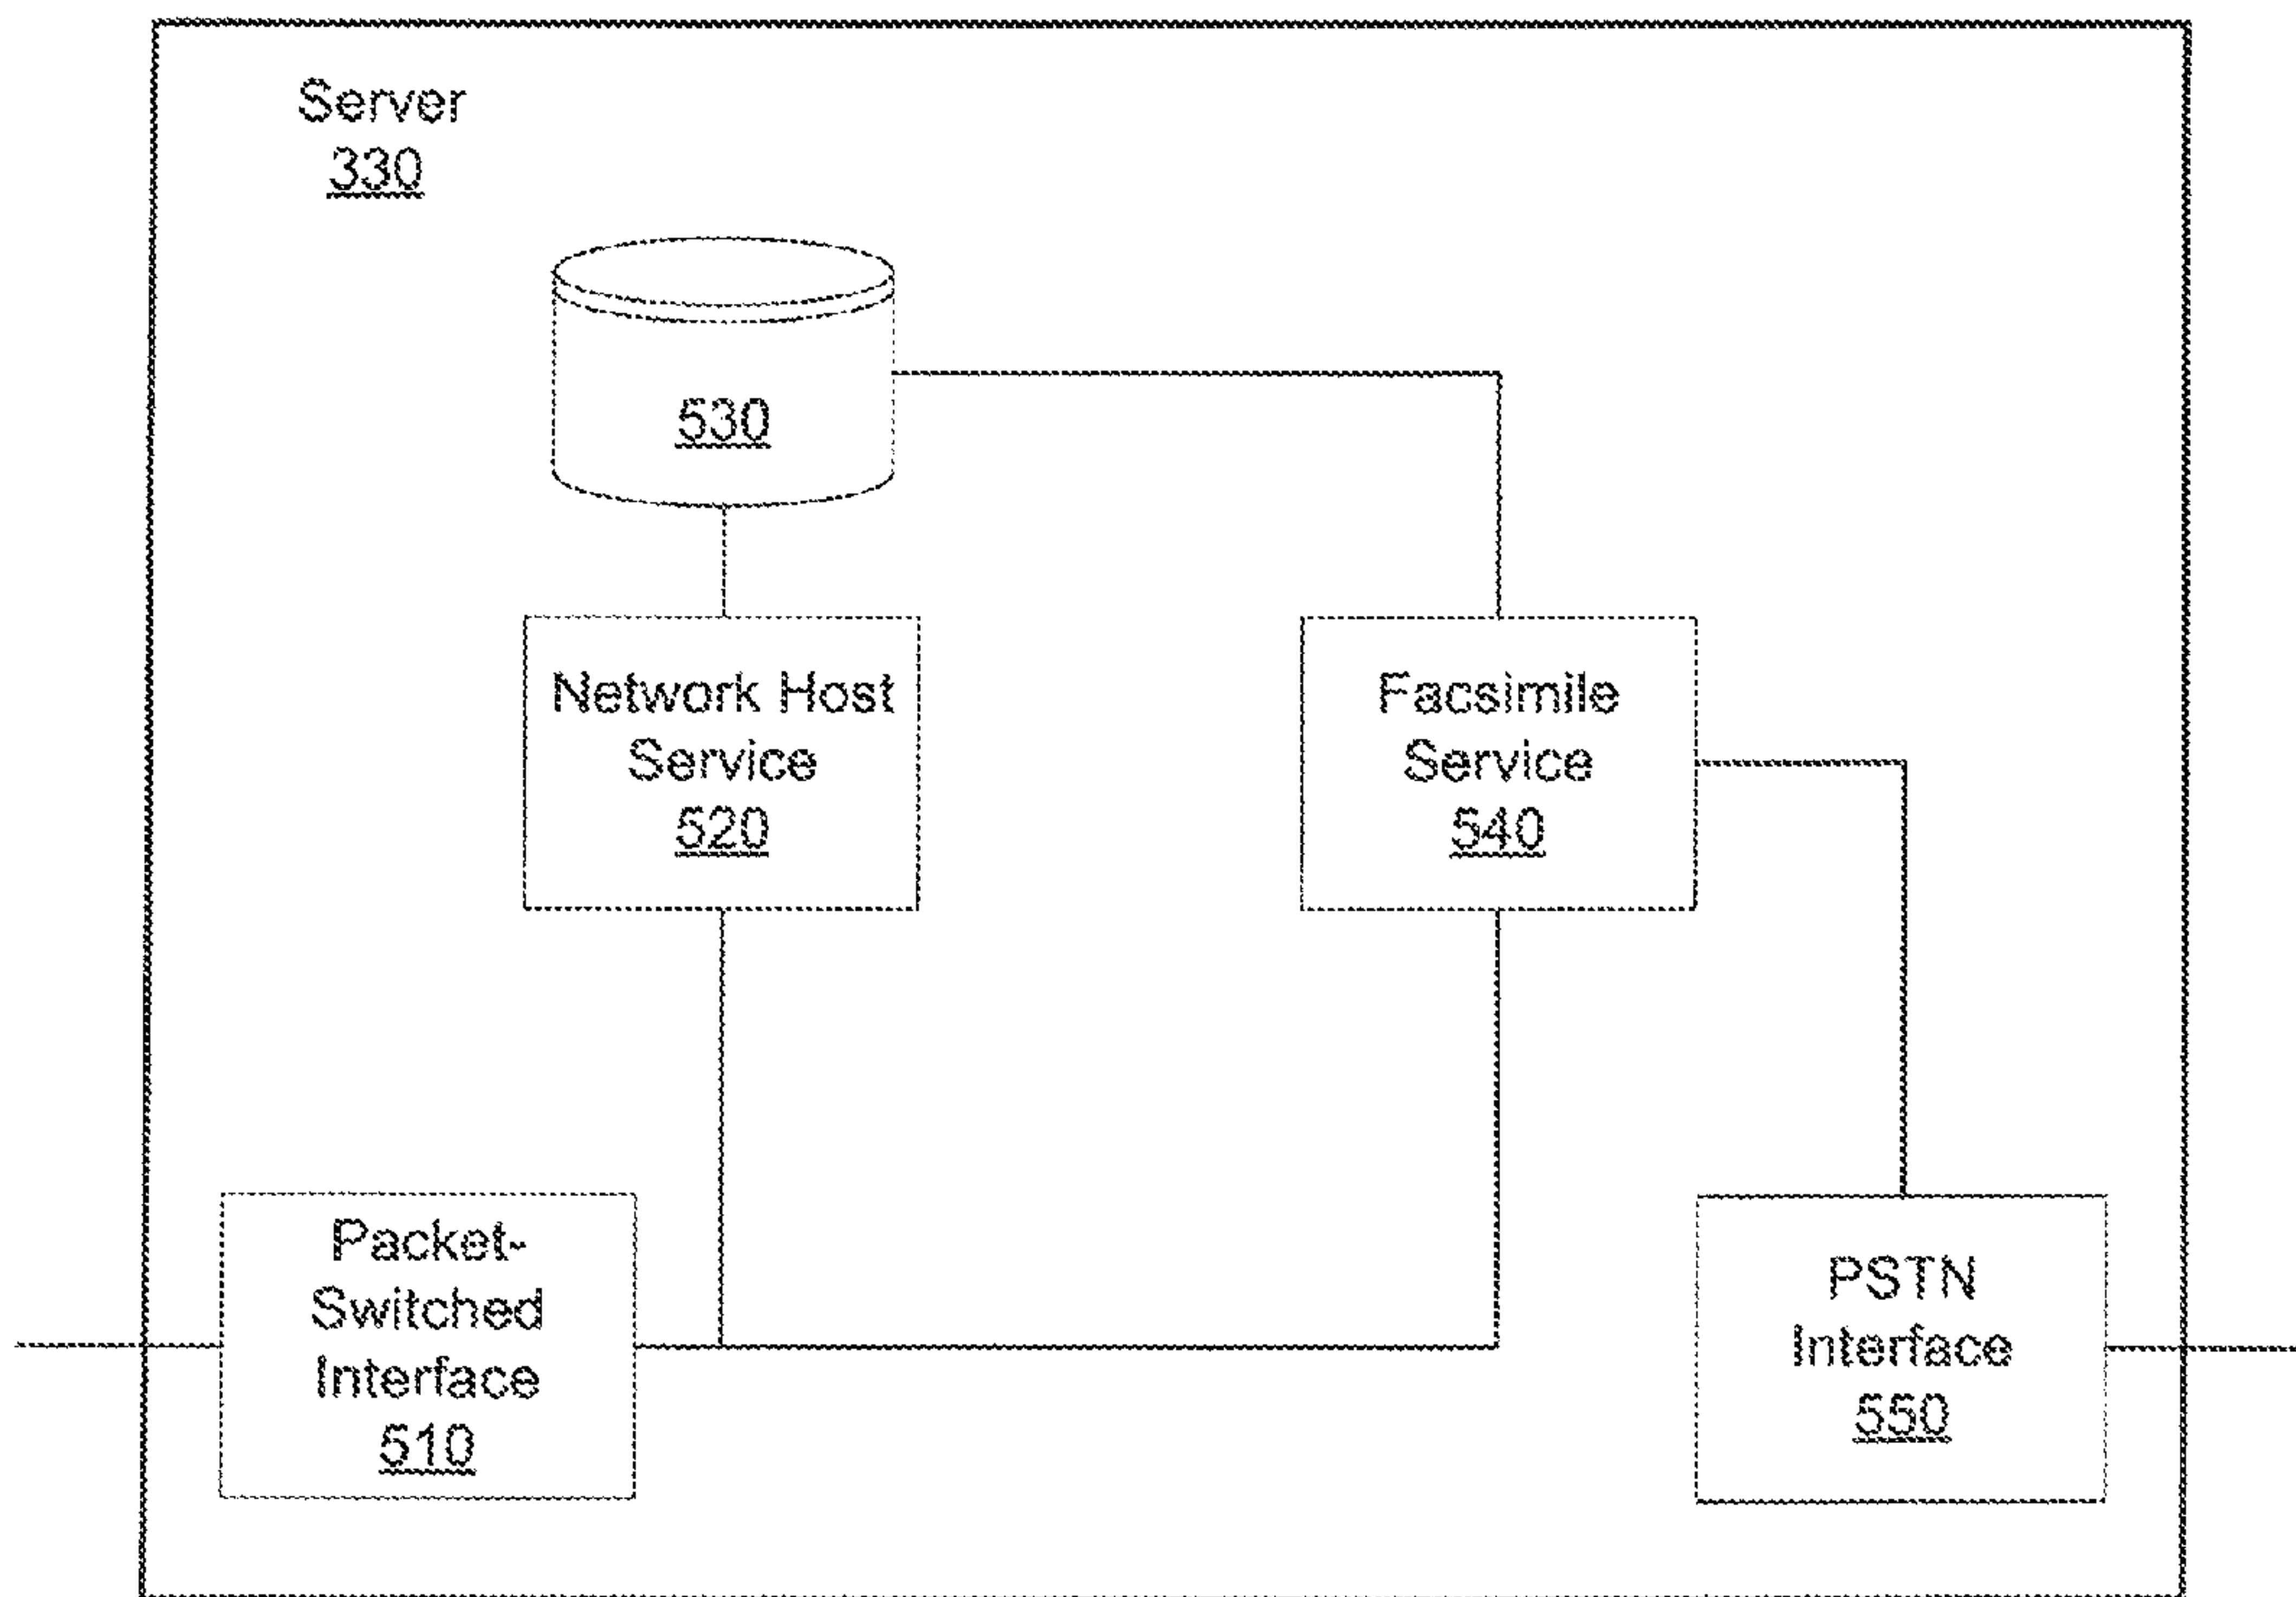 Server
330
530
Network Host
Service
520
Facsimile
Service
540
Packet-
Switched
Interface
510
PSTN
Interface
550